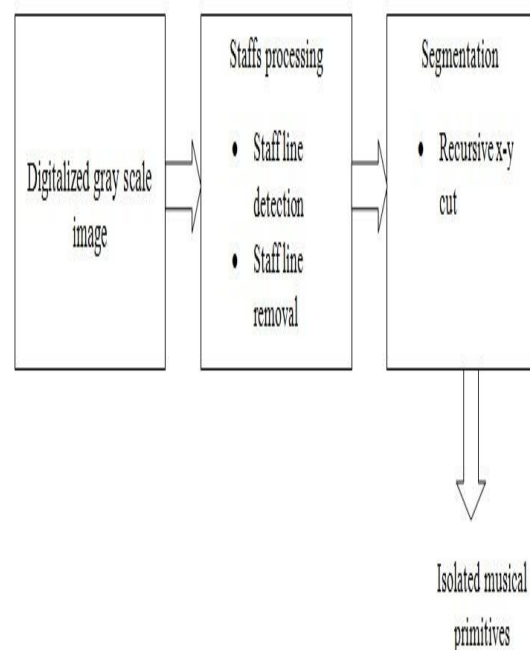 Digitalized gray scale
image
Staffs processing
• Staff line
detection
• Staff line
removal
Segmentation
• Recursive x-y
cut
Isolated musical
primitives